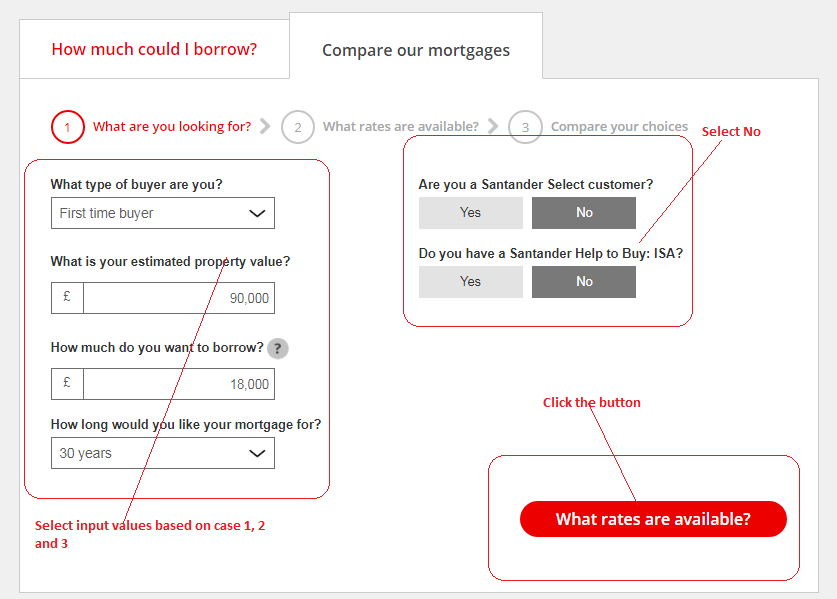 How much could I borrow?
Compare our mortgages
1 What are you looking for? 2 What rates are available? 3 Compare your choices
Select No
What type of buyer are you?
First time buyer
What is your estimated property value?
£ 90,000
How much do you want to borrow? ?
£ 18,000
How long would you like your mortgage for?
30 years
Select input values based on case 1, 2
and 3
Are you a Santander Select customer?
Yes No
Do you have a Santander Help to Buy: ISA?
Yes No
Click the button
What rates are available?